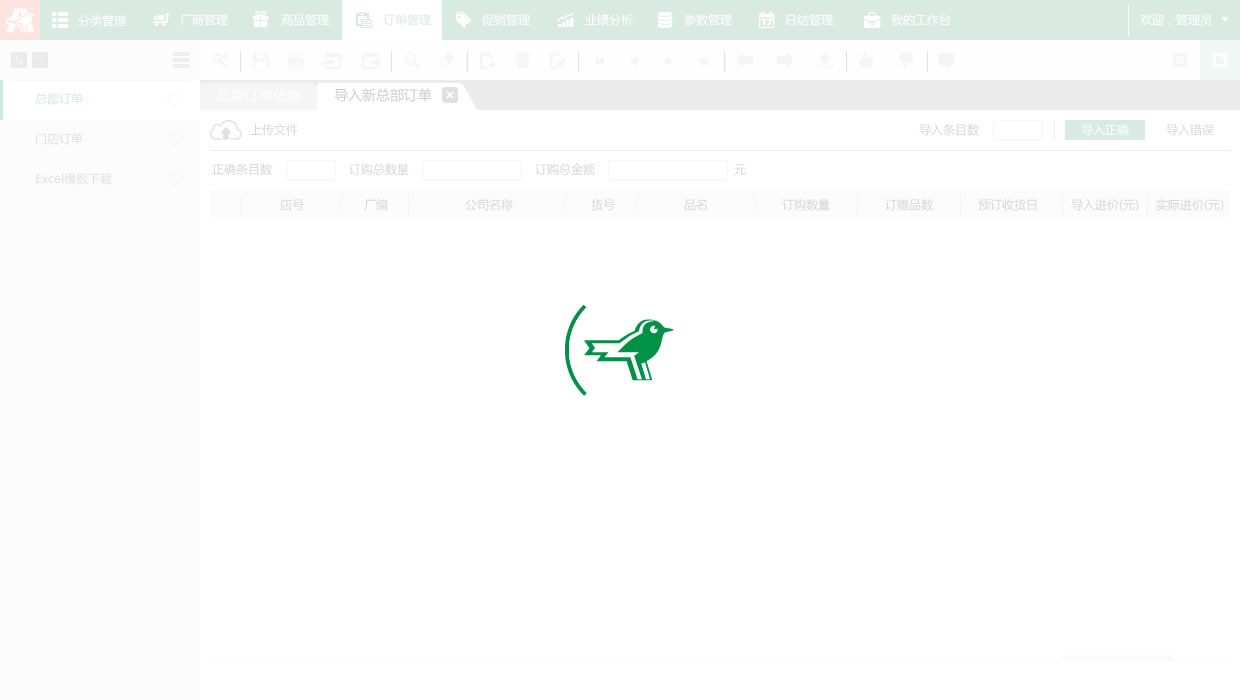 分类管理 厂商管理 商品管理 订单管理 促销管理 业绩分析 参数管理 17 日结管理 我的工作台 欢迎，管理员
总部订单信息 导入新总部订单
总部订单
门店订单
Excel模板下载
上传文件 导入条目数 导入正确 导入错误
正确条目数 订购总数量 订购总金额 元
店号 厂编 公司名称 货号 品名 订购数量 订赠品数 预订收货日 导入进价(元) 实际进价(元)